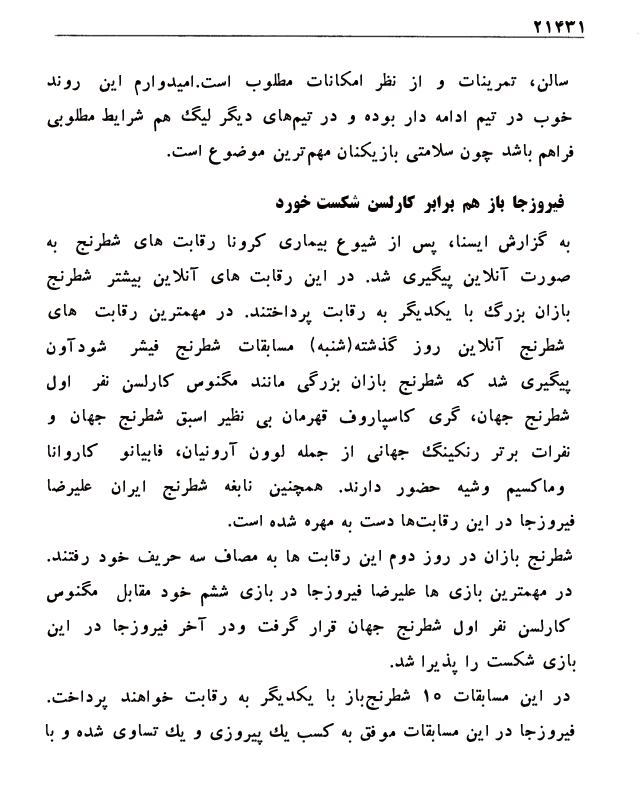 ۲۱۴۳۱
سالن، تمرینات و از نظر امکانات مطلوب است.امیدوارم این روند
خوب در تیم ادامه دار بوده و در تیم‌های دیگر لیگ هم شرایط مطلوبی
فراهم باشد چون سلامتی بازیکنان مهم‌ترین موضوع است.
فیروزجا باز هم برابر کارلسن شکست خورد
به گزارش ایسنا، پس از شیوع بیماری کرونا رقابت های شطرنج به
صورت آنلاین پیگیری شد. در این رقابت های آنلاین بیشتر شطرنج
بازان بزرگ با یکدیگر به رقابت پرداختند. در مهمترین رقابت های
شطرنج آنلاین روز گذشته(شنبه) مسابقات شطرنج فیشر شودآون
پیگیری شد که شطرنج بازان بزرگی مانند مگنوس کارلسن نفر اول
شطرنج جهان، گری کاسپاروف قهرمان بی نظیر اسبق شطرنج جهان و
نفرات برتر رنکینگ جهانی از جمله لوون آرونیان، فابیانو کاروانا
وماکسیم وشیه حضور دارند. همچنین نابغه شطرنج ایران علیرضا
فیروزجا در این رقابت‌ها دست به مهره شده است.
شطرنج بازان در روز دوم این رقابت ها به مصاف سه حریف خود رفتند.
در مهمترین بازی ها علیرضا فیروزجا در بازی ششم خود مقابل مگنوس
کارلسن نفر اول شطرنج جهان قرار گرفت ودر آخر فیروزجا در این
بازی شکست را پذیرا شد.
در این مسابقات ۱۵ شطرنج‌باز با یکدیگر به رقابت خواهند پرداخت.
فیروزجا در این مسابقات موفق به کسب یك پیروزی و یك تساوی شده و با